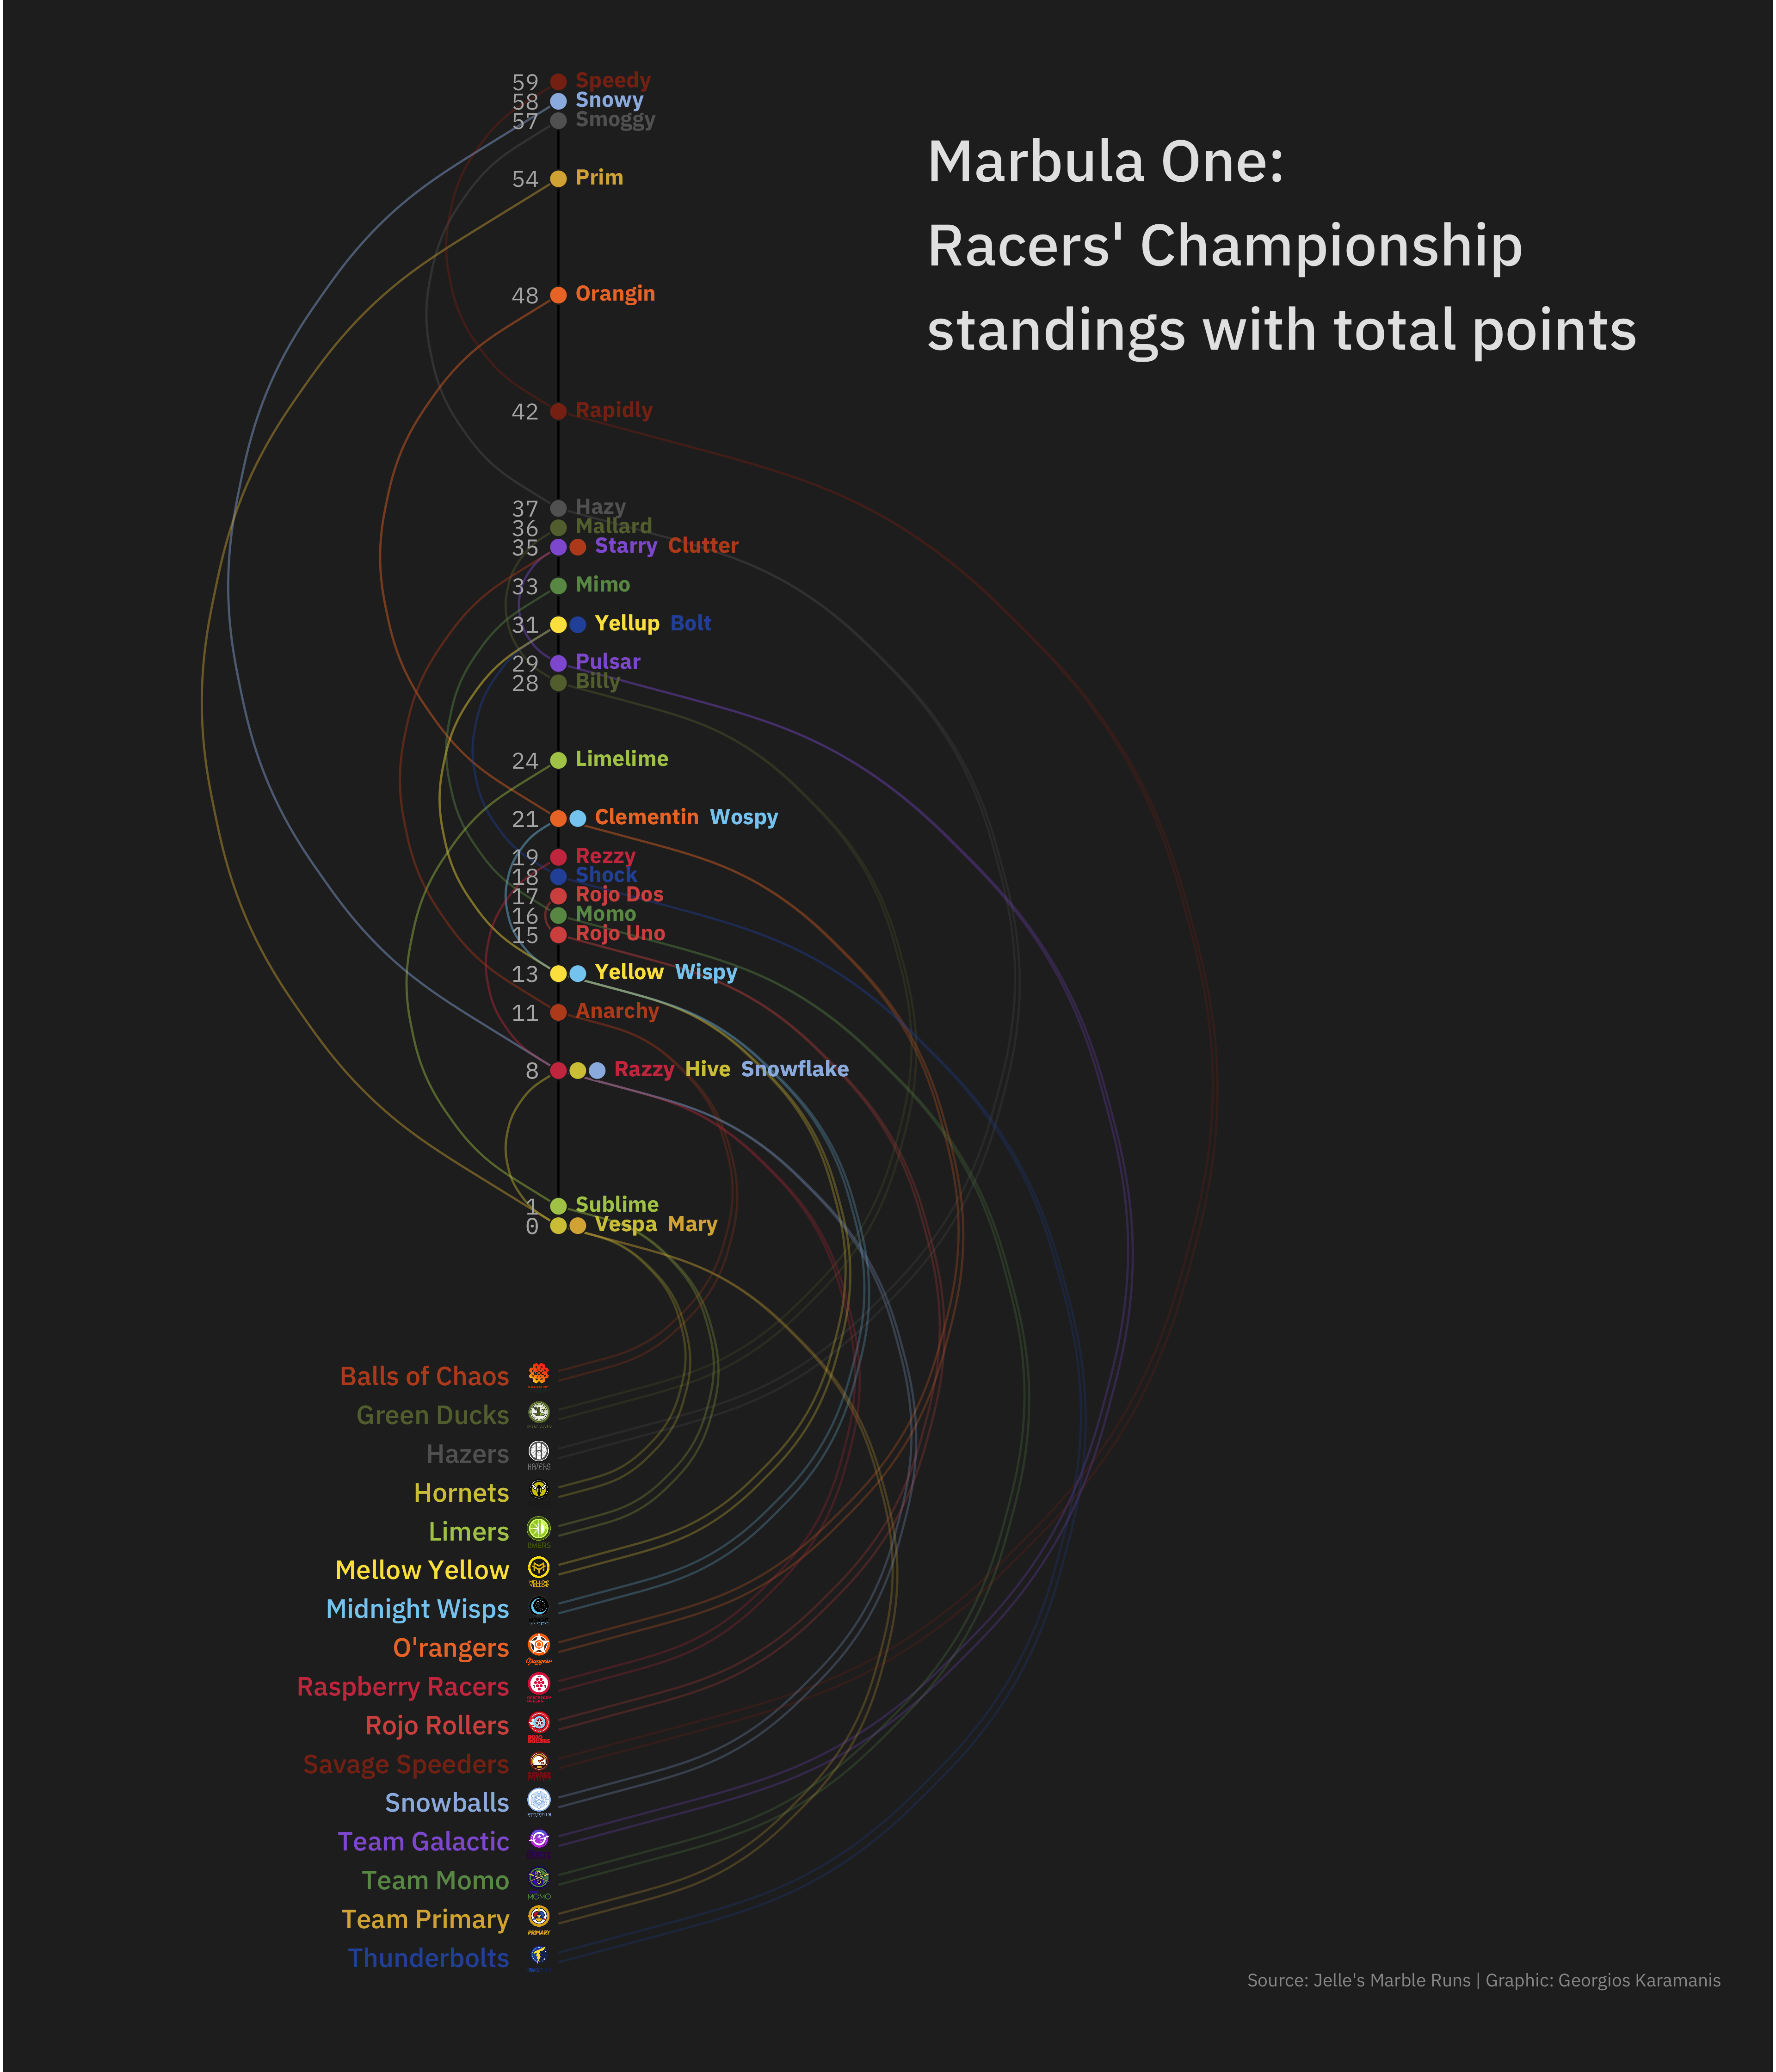 59 Speedy
58 Snowy
57 Smoggy
Marbula One:
Racers' Championship
standings with total points
54 Prim
48 Orangin
42 Rapidly
37 Hazy
36 Mallard
35 Starry Clutter
33 Mimo
31 Yellup Bolt
29 Pulsar
28 Billy
24 Limelime
21 Clementin Wospy
19 Rezzy
18 Shock
17 Rojo Dos
16 Momo
15 Rojo Uno
13 Yellow Wispy
11 Anarchy
8 Razzy Hive Snowflake
1 Sublime
0 Vespa Mary
Balls of Chaos
Green Ducks
Hazers
Hornets
Limers
Mellow Yellow
Midnight Wisps
O'rangers
Raspberry Racers
Rojo Rollers
Savage Speeders
Snowballs
Team Galactic
Team Momo
MOMO
Team Primary
PRIMARY
Thunderbolts
Source: Jelle's Marble Runs | Graphic: Georgios Karamanis